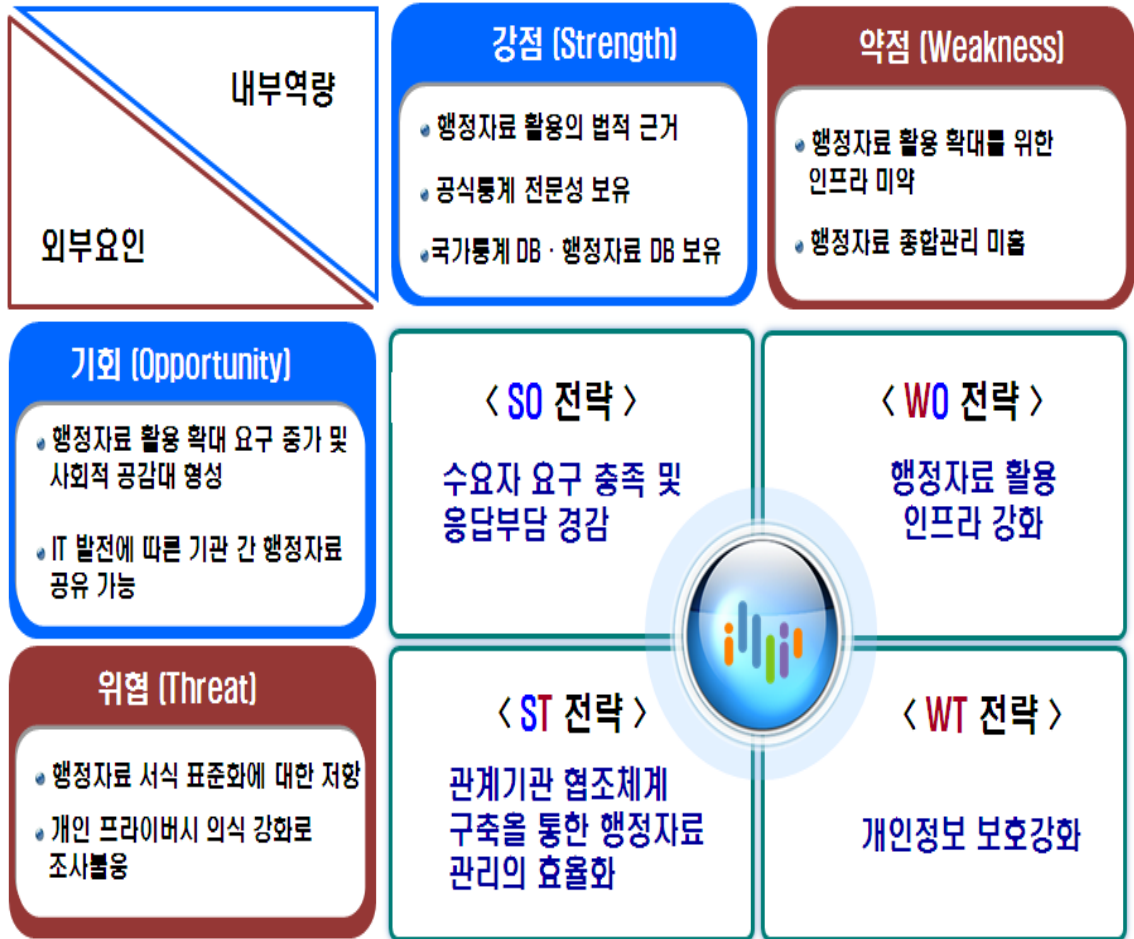 내부역량
외부요인
강점 (Strength)
행정자료 활용의 법적 근거
공식통계 전문성 보유
국가통계 DB · 행정자료 DB 보유
약점 (Weakness)
행정자료 활용 확대를 위한
인프라 미약
행정자료 종합관리 미흡
기회 (Opportunity)
행정자료 활용 확대 요구 증가 및
사회적 공감대 형성
IT 발전에 따른 기관 간 행정자료
공유 가능
〈 SO 전략 〉
수요자 요구 충족 및
응답부담 경감
〈 WO 전략 〉
행정자료 활용
인프라 강화
위협 (Threat)
행정자료 서식 표준화에 대한 저항
개인 프라이버시 의식 강화로
조사불응
〈 ST 전략 〉
관계기관 협조체계
구축을 통한 행정자료
관리의 효율화
〈 WT 전략 〉
개인정보 보호강화